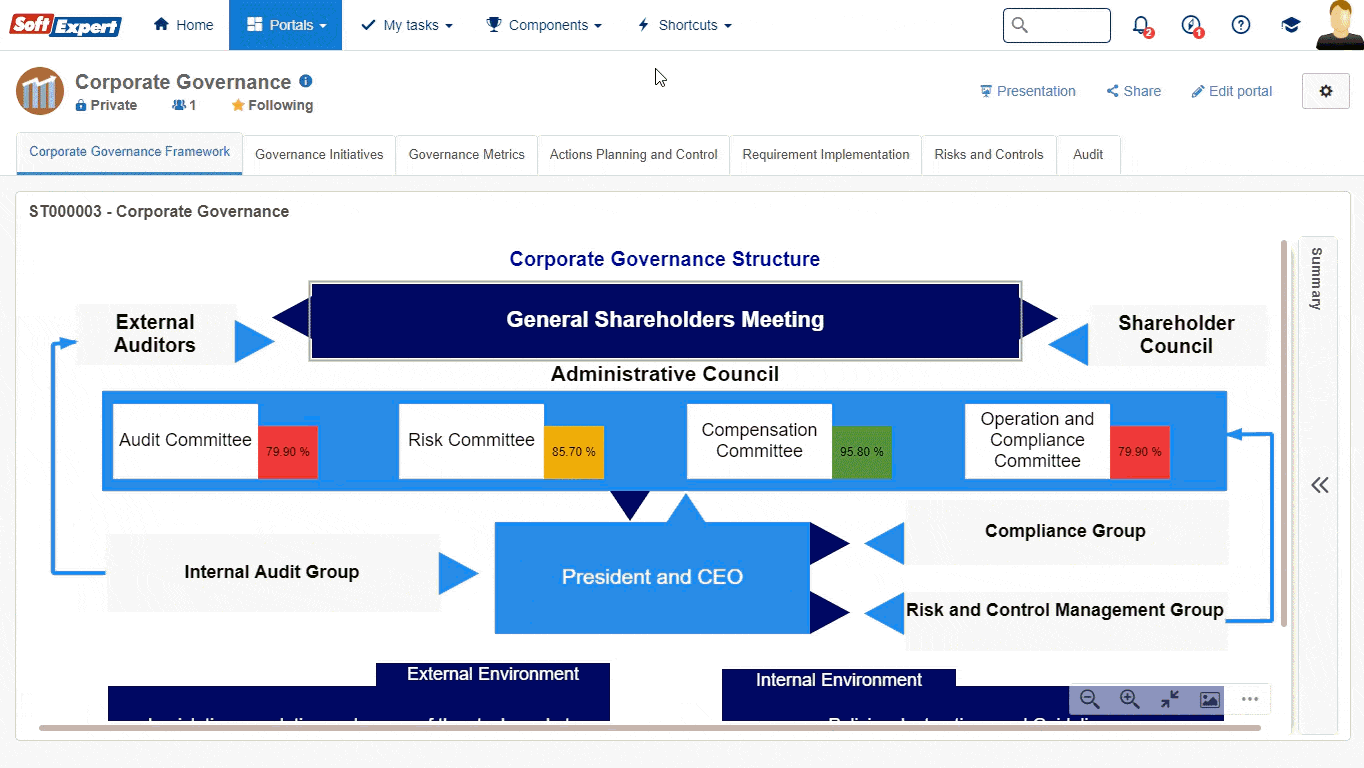 Soft Expert
Home
Portals
My tasks
Components
Shortcuts
2
1
Corporate Governance
Private
1
Following
Presentation
Share
Edit portal
Corporate Governance Framework
Governance Initiatives
Governance Metrics
Actions Planning and Control
Requirement Implementation
Risks and Controls
Audit
ST000003 - Corporate Governance
Summary
Corporate Governance Structure
External
Auditors
General Shareholders Meeting
Shareholder
Council
Administrative Council
Audit Committee
79.90 %
Risk Committee
85.70 %
Compensation
Committee
95.80 %
Operation and
Compliance
Committee
79.90 %
Internal Audit Group
President and CEO
Compliance Group
Risk and Control Management Group
External Environment
Internal Environment